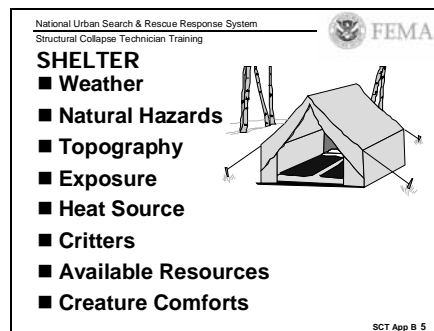 National Urban Search & Rescue Response System
Structural Collapse Technician Training
FEMA
SHELTER
■ Weather
■ Natural Hazards
■ Topography
■ Exposure
■ Heat Source
■ Critters
■ Available Resources
■ Creature Comforts
SCT App B 5